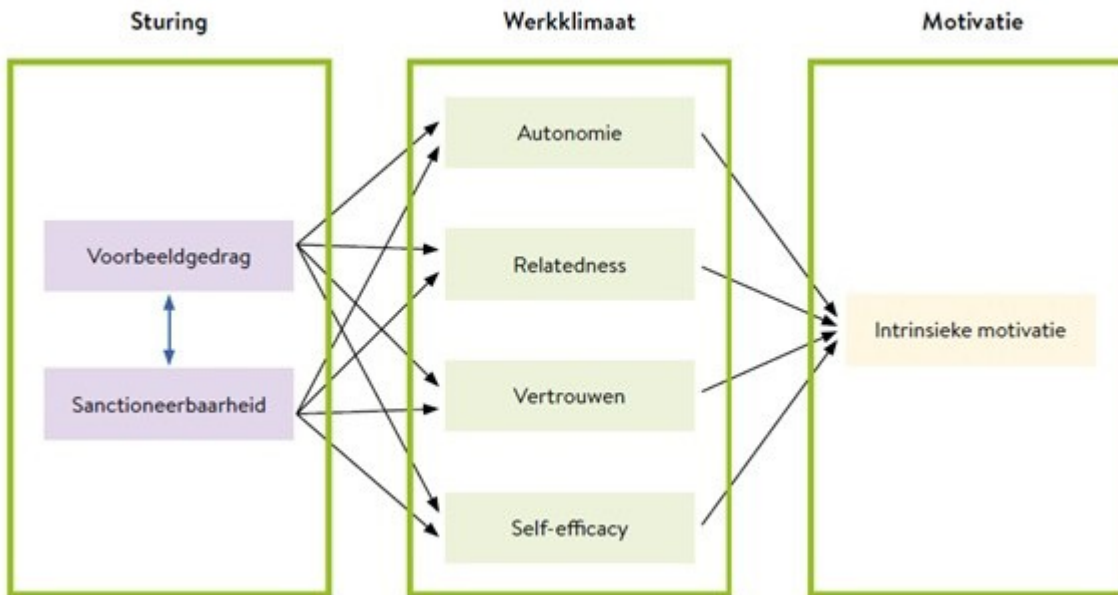 Sturing
Werkklimaat
Motivatie
Voorbeeldgedrag
Sanctioneerbaarheid
Autonomie
Relatedness
Vertrouwen
Self-efficacy
Intrinsieke motivatie